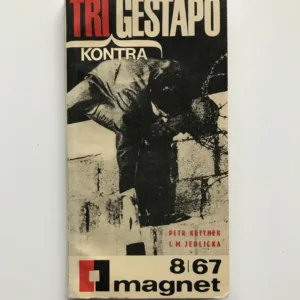 TRI GESTAPO
KONTRA
PETR KETTNER
I. M. JEDLIČKA
8|67
magnet